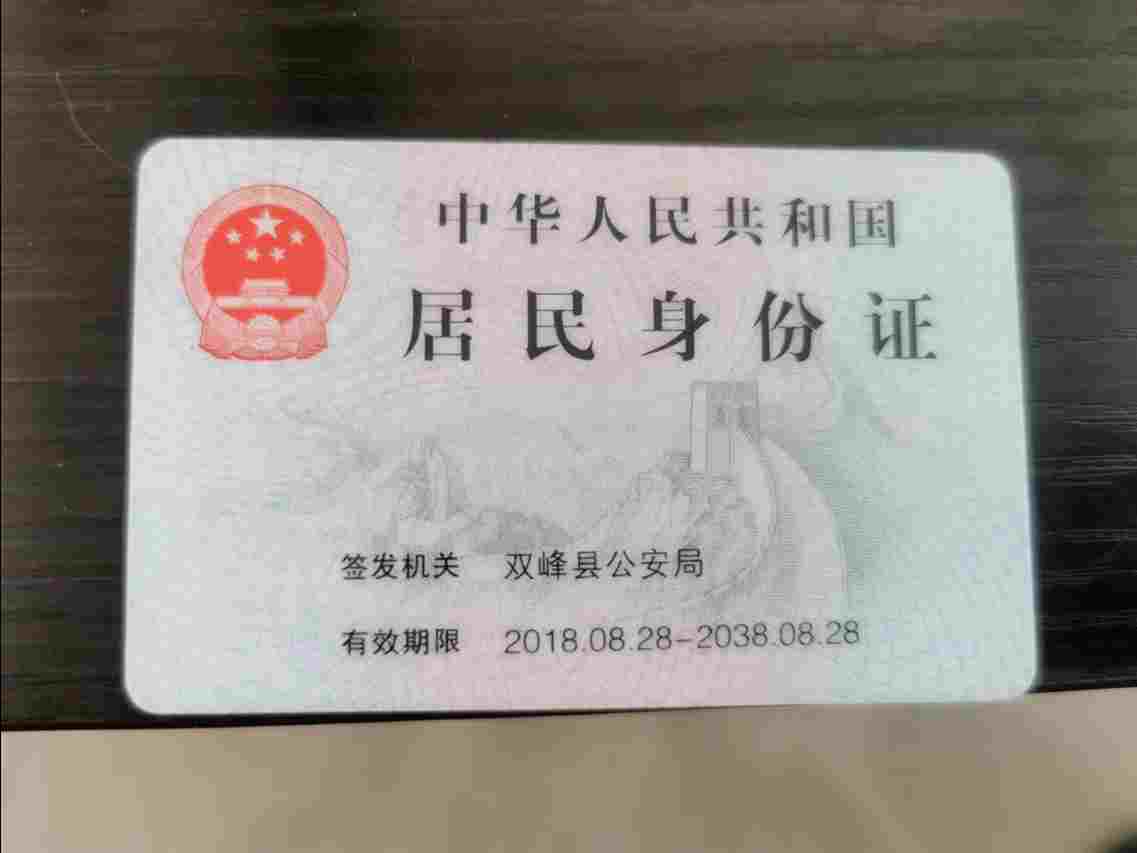 中华人民共和国
居民身份证
签发机关 双峰县公安局
有效期限 2018.08.28-2038.08.28